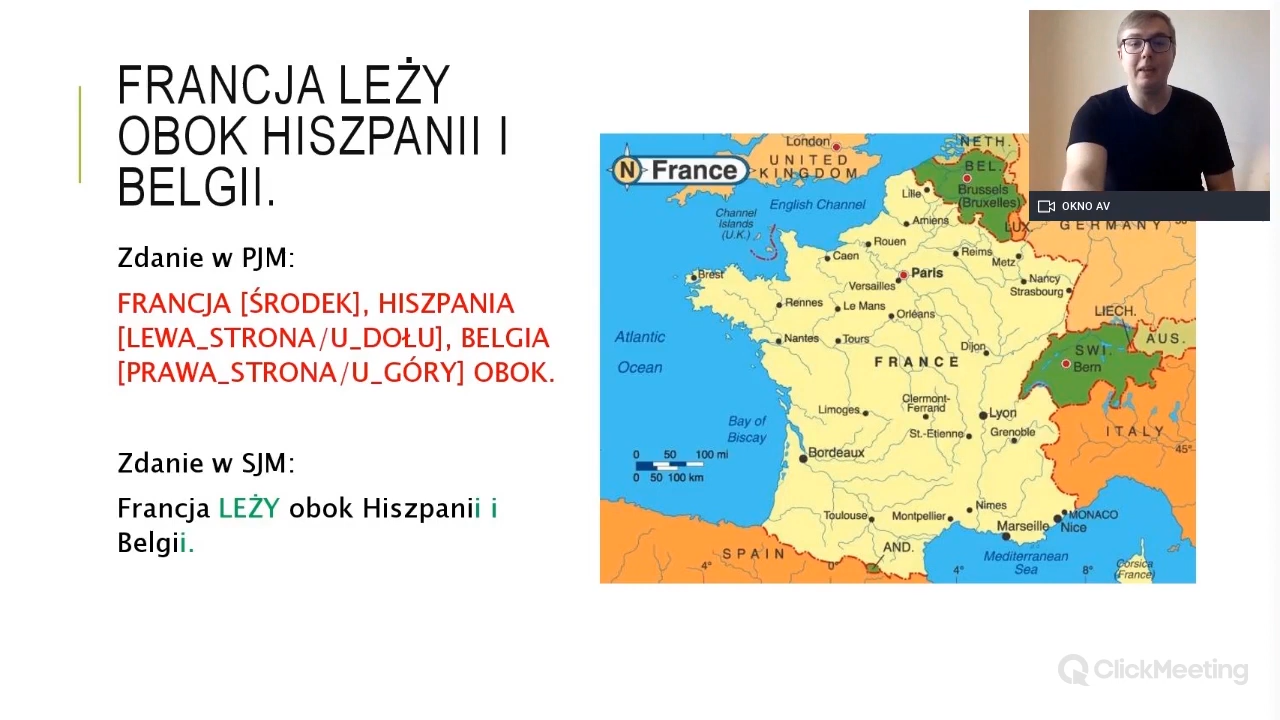 FRANCJA LEŻY
OBOK HISZPANII I
BELGII.
Zdanie w PJM:
FRANCJA [ŚRODEK], HISZPANIA
[LEWA_STRONA/U_DOŁU], BELGIA
[PRAWA_STRONA/U_GÓRY] OBOK.
Zdanie w SJM:
Francja LEŻY obok Hiszpanii i
Belgii.
N France
London
UNITED
KINGDOM
NETH.
BEL.
Brussels
(Bruxelles)
LUX.
GERMANY
English Channel
Channel
Islands
(U.K.)
Lille
Amiens
Rouen
Caen
Reims
Metz
Paris
Versailles
Nancy
Strasbourg
Brest
Rennes
Le Mans
Orléans
Nantes
Tours
Dijon
FRANCE
LIECH.
AUS.
SWI.
Bern
Atlantic
Ocean
Clermont-
Ferrand
Limoges
Lyon
St.-Etienne
Grenoble
ITALY
45°
Bay of
Biscay
0 50 100 mi
0 50 100 km
Bordeaux
Toulouse
Montpellier
Nimes
Marseille
MONACO
Nice
AND.
SPAIN
Mediterranean
Sea
Corsica
(France)
4°
0°
4°
8°
OKNO AV
ClickMeeting